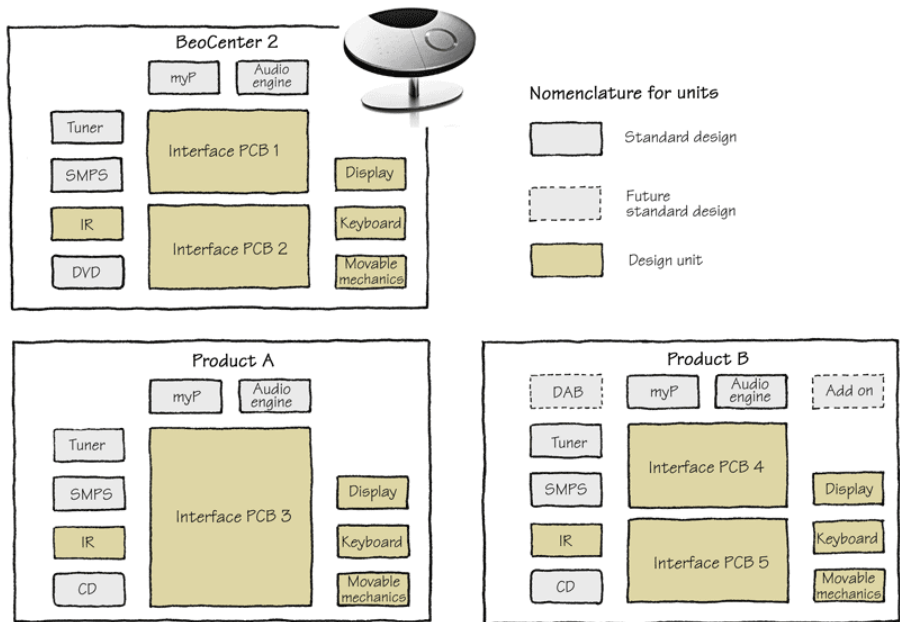 BeoCenter 2
myP
Audio
engine
Tuner
Interface PCB 1
SMPS
Display
IR
Interface PCB 2
Keyboard
DVD
Movable
mechanics
Nomenclature for units
Standard design
Future
standard design
Design unit
Product A
myP
Audio
engine
Tuner
SMPS
Interface PCB 3
Display
IR
Keyboard
CD
Movable
mechanics
Product B
DAB
myP
Audio
engine
Add on
Tuner
Interface PCB 4
SMPS
Display
IR
Keyboard
Interface PCB 5
CD
Movable
mechanics